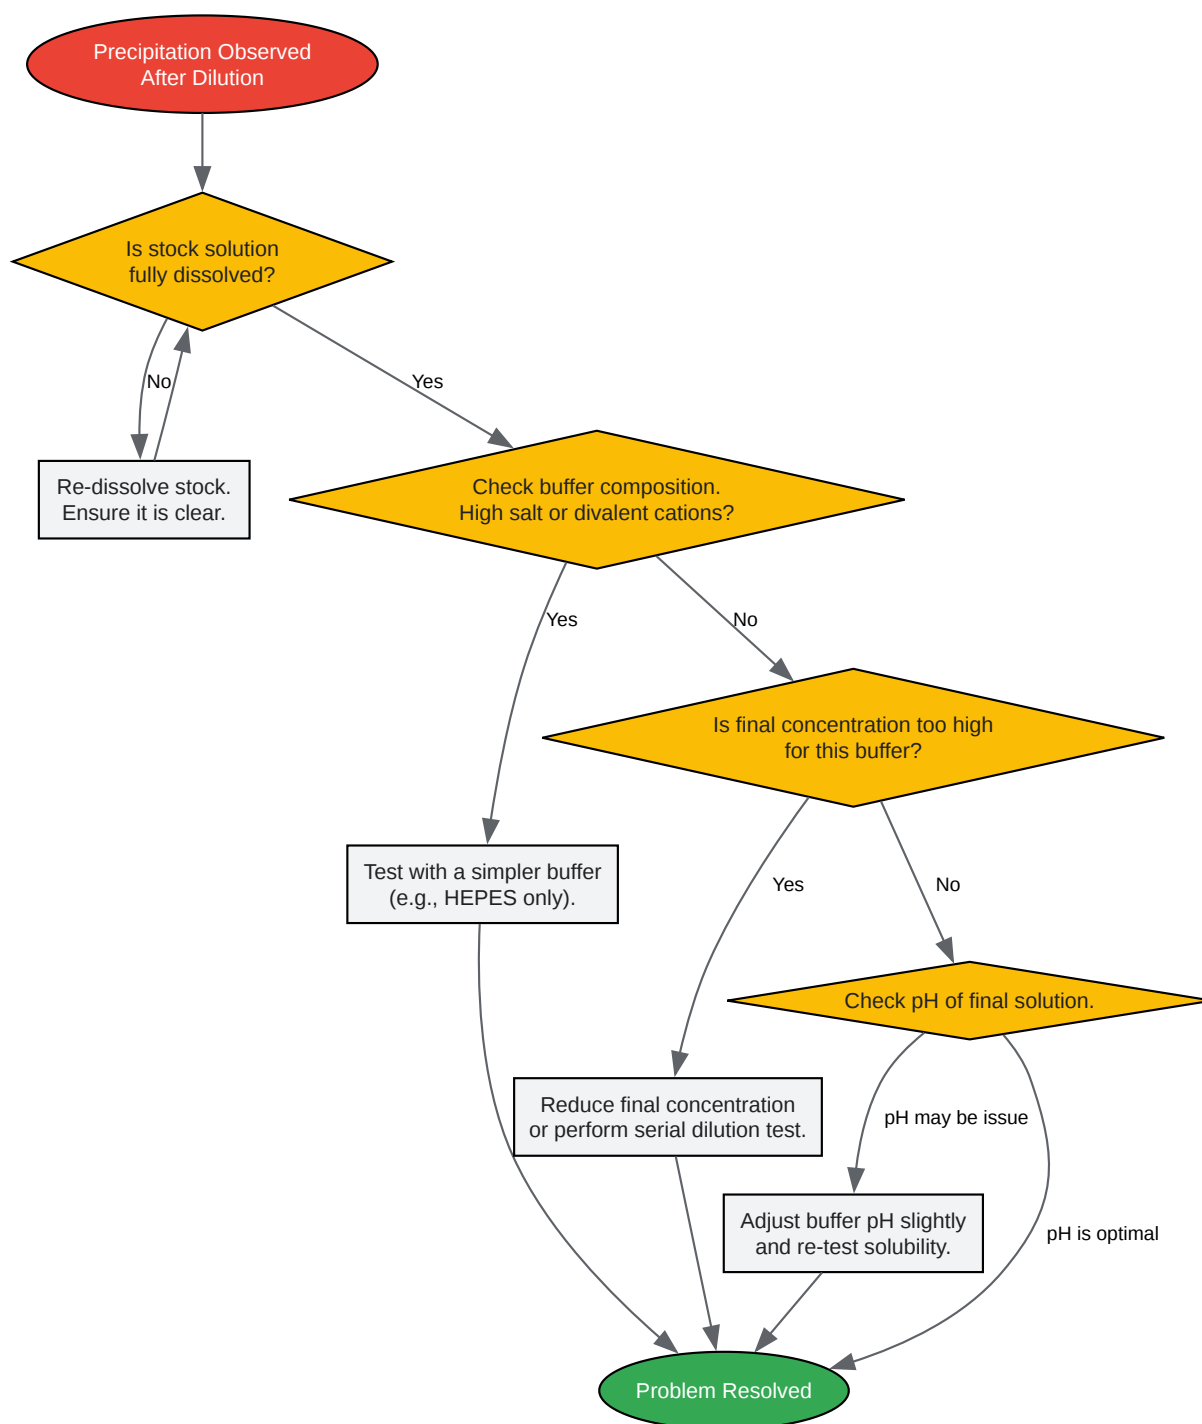 Precipitation Observed
After Dilution
Is stock solution
fully dissolved?
No
Yes
Re-dissolve stock.
Ensure it is clear.
Check buffer composition.
High salt or divalent cations?
Yes
No
Is final concentration too high
for this buffer?
Test with a simpler buffer
(e.g., HEPES only).
Yes
No
Check pH of final solution.
Reduce final concentration
or perform serial dilution test.
pH may be issue
Adjust buffer pH slightly
and re-test solubility.
pH is optimal
Problem Resolved